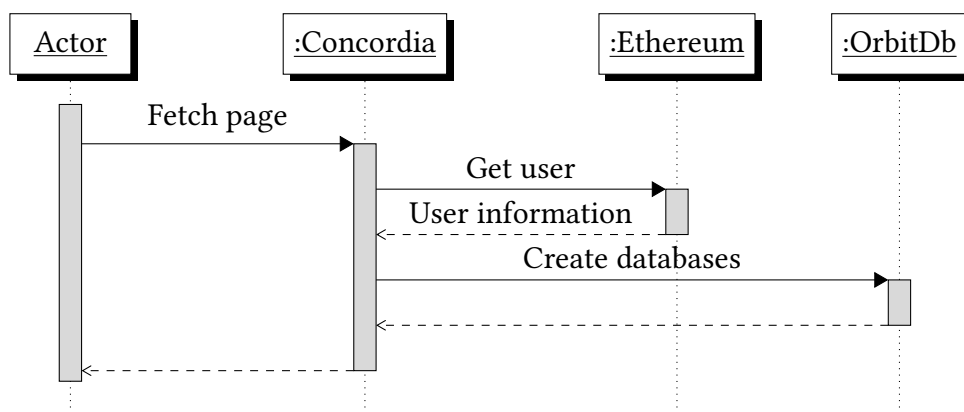 Actor
:Concordia
:Ethereum
:OrbitDb
Fetch page
Get user
User information
Create databases